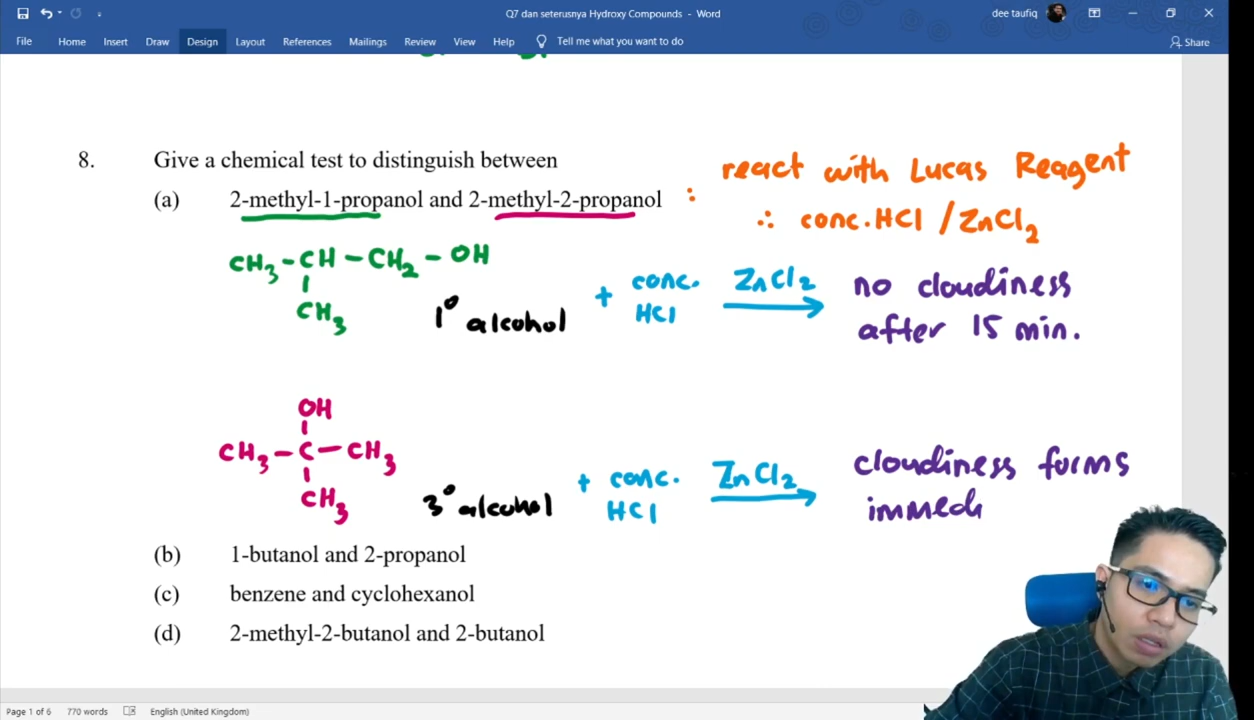 Q7 dan seterusnya Hydroxy Compounds - Word
dee taufiq
File Home Insert Draw Design Layout References Mailings Review View Help Tell me what you want to do
Share
8. Give a chemical test to distinguish between
(a) 2-methyl-1-propanol and 2-methyl-2-propanol :
react with Lucas Reagent
∴ conc. HCl / ZnCl2
CH3 - CH - CH2 - OH
CH3
1° alcohol
+ conc. HCl
ZnCl2
no cloudiness
after 15 min.
OH
CH3 - C - CH3
CH3
3° alcohol
+ conc. HCl
ZnCl2
cloudiness forms
immed
(b) 1-butanol and 2-propanol
(c) benzene and cyclohexanol
(d) 2-methyl-2-butanol and 2-butanol
Page 1 of 6 770 words English (United Kingdom)